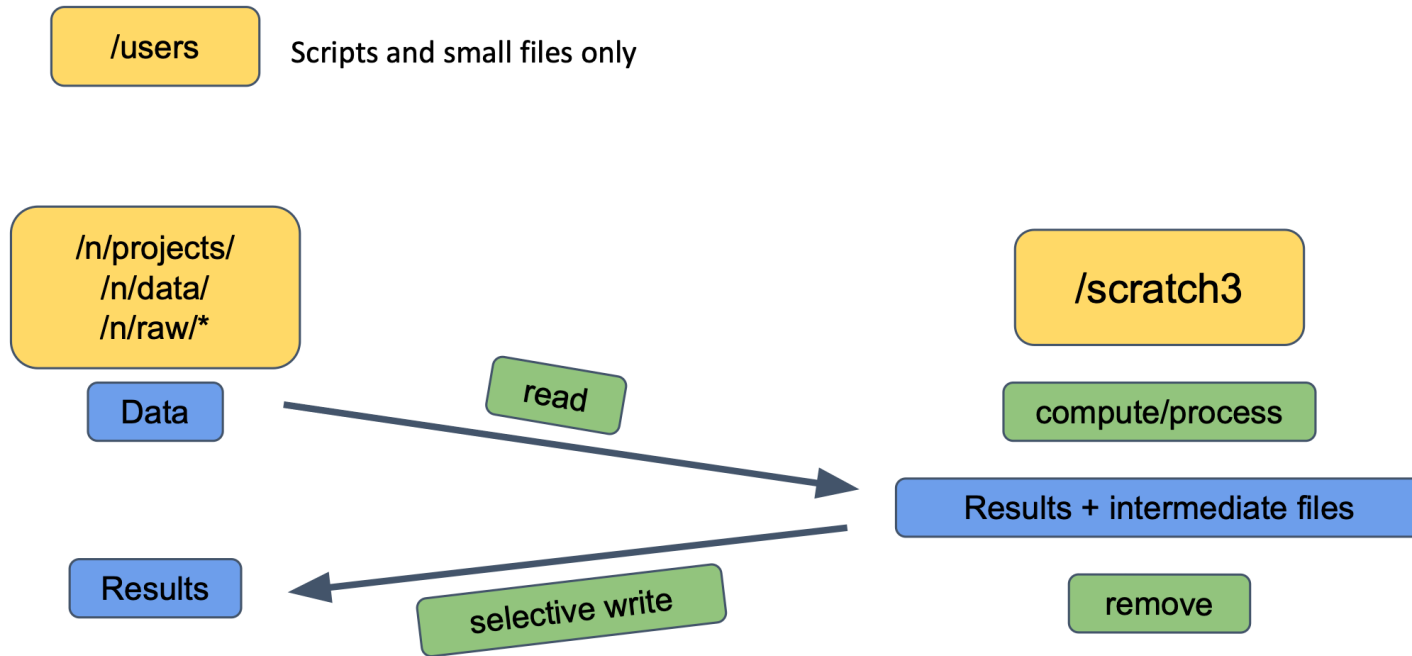 /users
Scripts and small files only
/n/projects/
/n/data/
/n/raw/*
/scratch3
Data
read
compute/process
Results + intermediate files
Results
selective write
remove